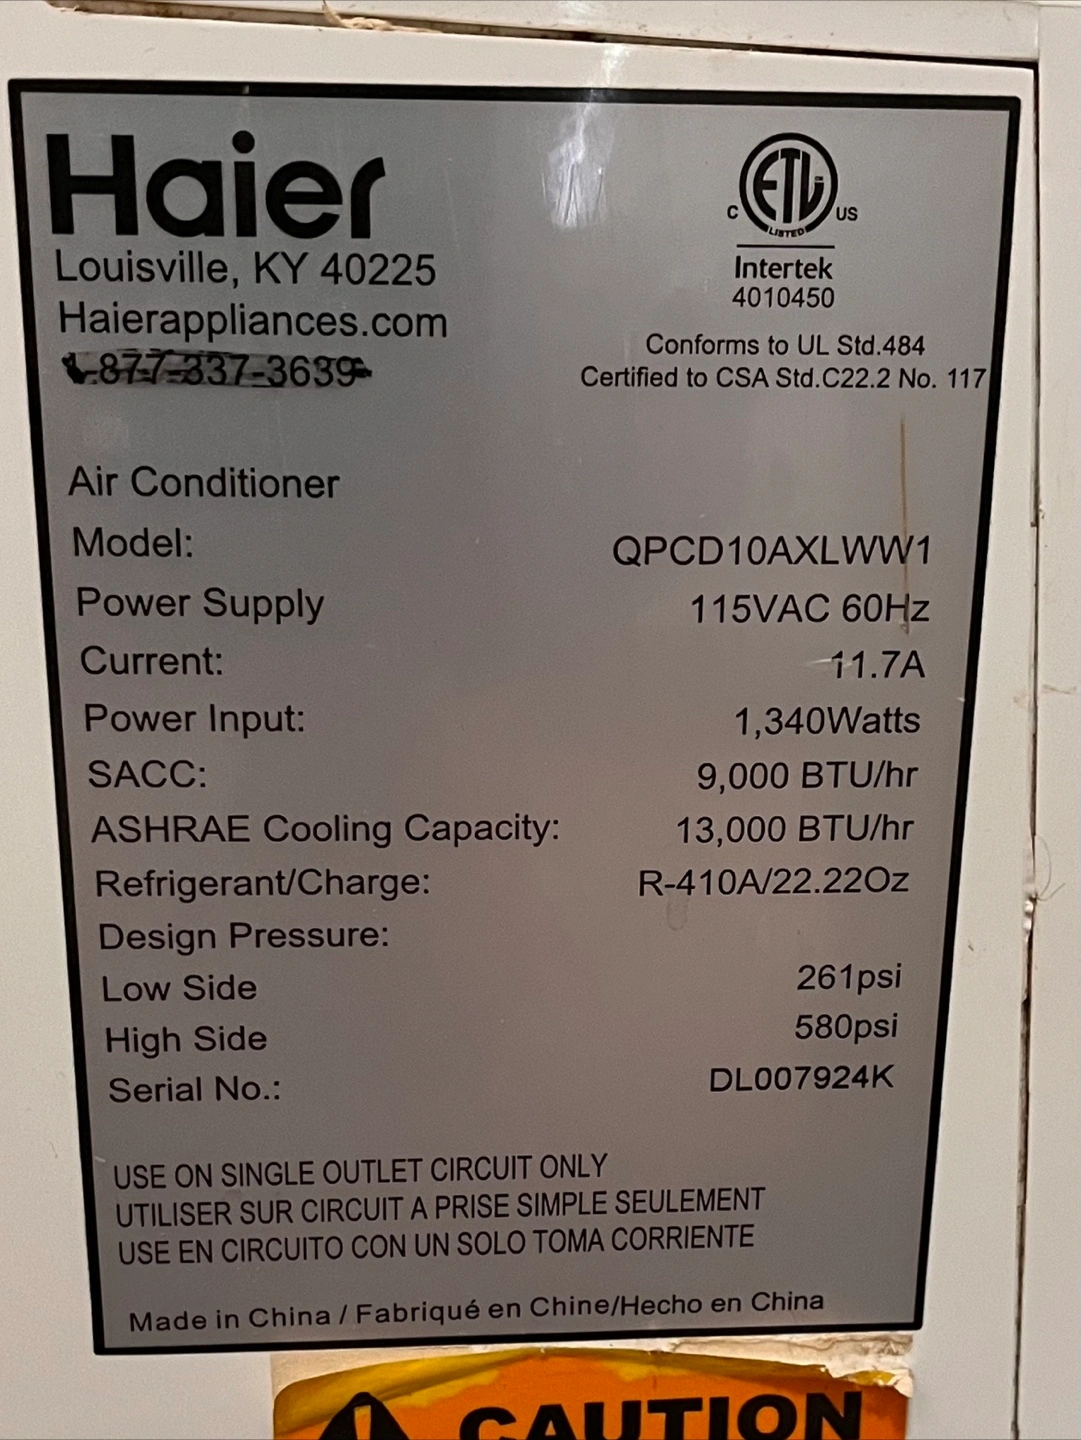 Haier
Louisville, KY 40225
Haierappliances.com
1-877-337-3639
ETL
CM
LISTED
C
US
Intertek
4010450
Conforms to UL Std.484
Certified to CSA Std.C22.2 No. 117
Air Conditioner
Model: QPCD10AXLWW1
Power Supply 115VAC 60Hz
Current: 11.7A
Power Input: 1,340Watts
SACC: 9,000 BTU/hr
ASHRAE Cooling Capacity: 13,000 BTU/hr
Refrigerant/Charge: R-410A/22.22Oz
Design Pressure:
Low Side 261psi
High Side 580psi
Serial No.: DL007924K
USE ON SINGLE OUTLET CIRCUIT ONLY
UTILISER SUR CIRCUIT A PRISE SIMPLE SEULEMENT
USE EN CIRCUITO CON UN SOLO TOMA CORRIENTE
Made in China / Fabriqué en Chine/Hecho en China
CAUTION